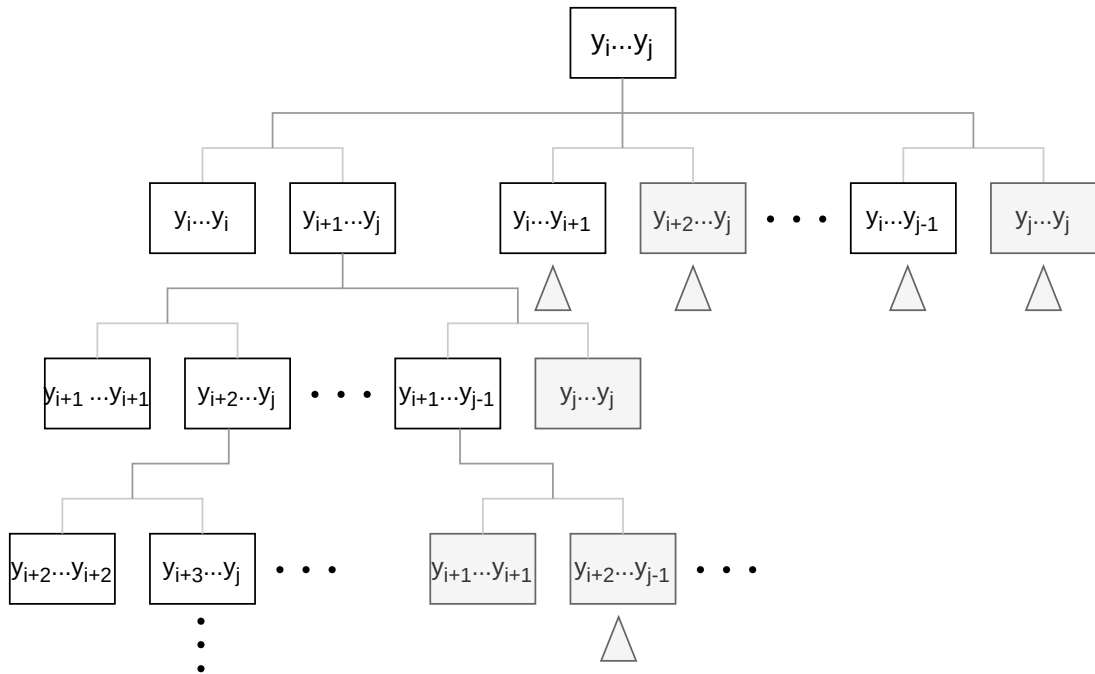 yi...yj
yi...yi yi+1...yj yi...yi+1 yi+2...yj • • • yi...yj-1 yj...yj
yi+1 ...yi+1 yi+2...yj • • • yi+1...yj-1 yj...yj
yi+2...yi+2 yi+3...yj • • • yi+1...yi+1 yi+2...yj-1 • • •